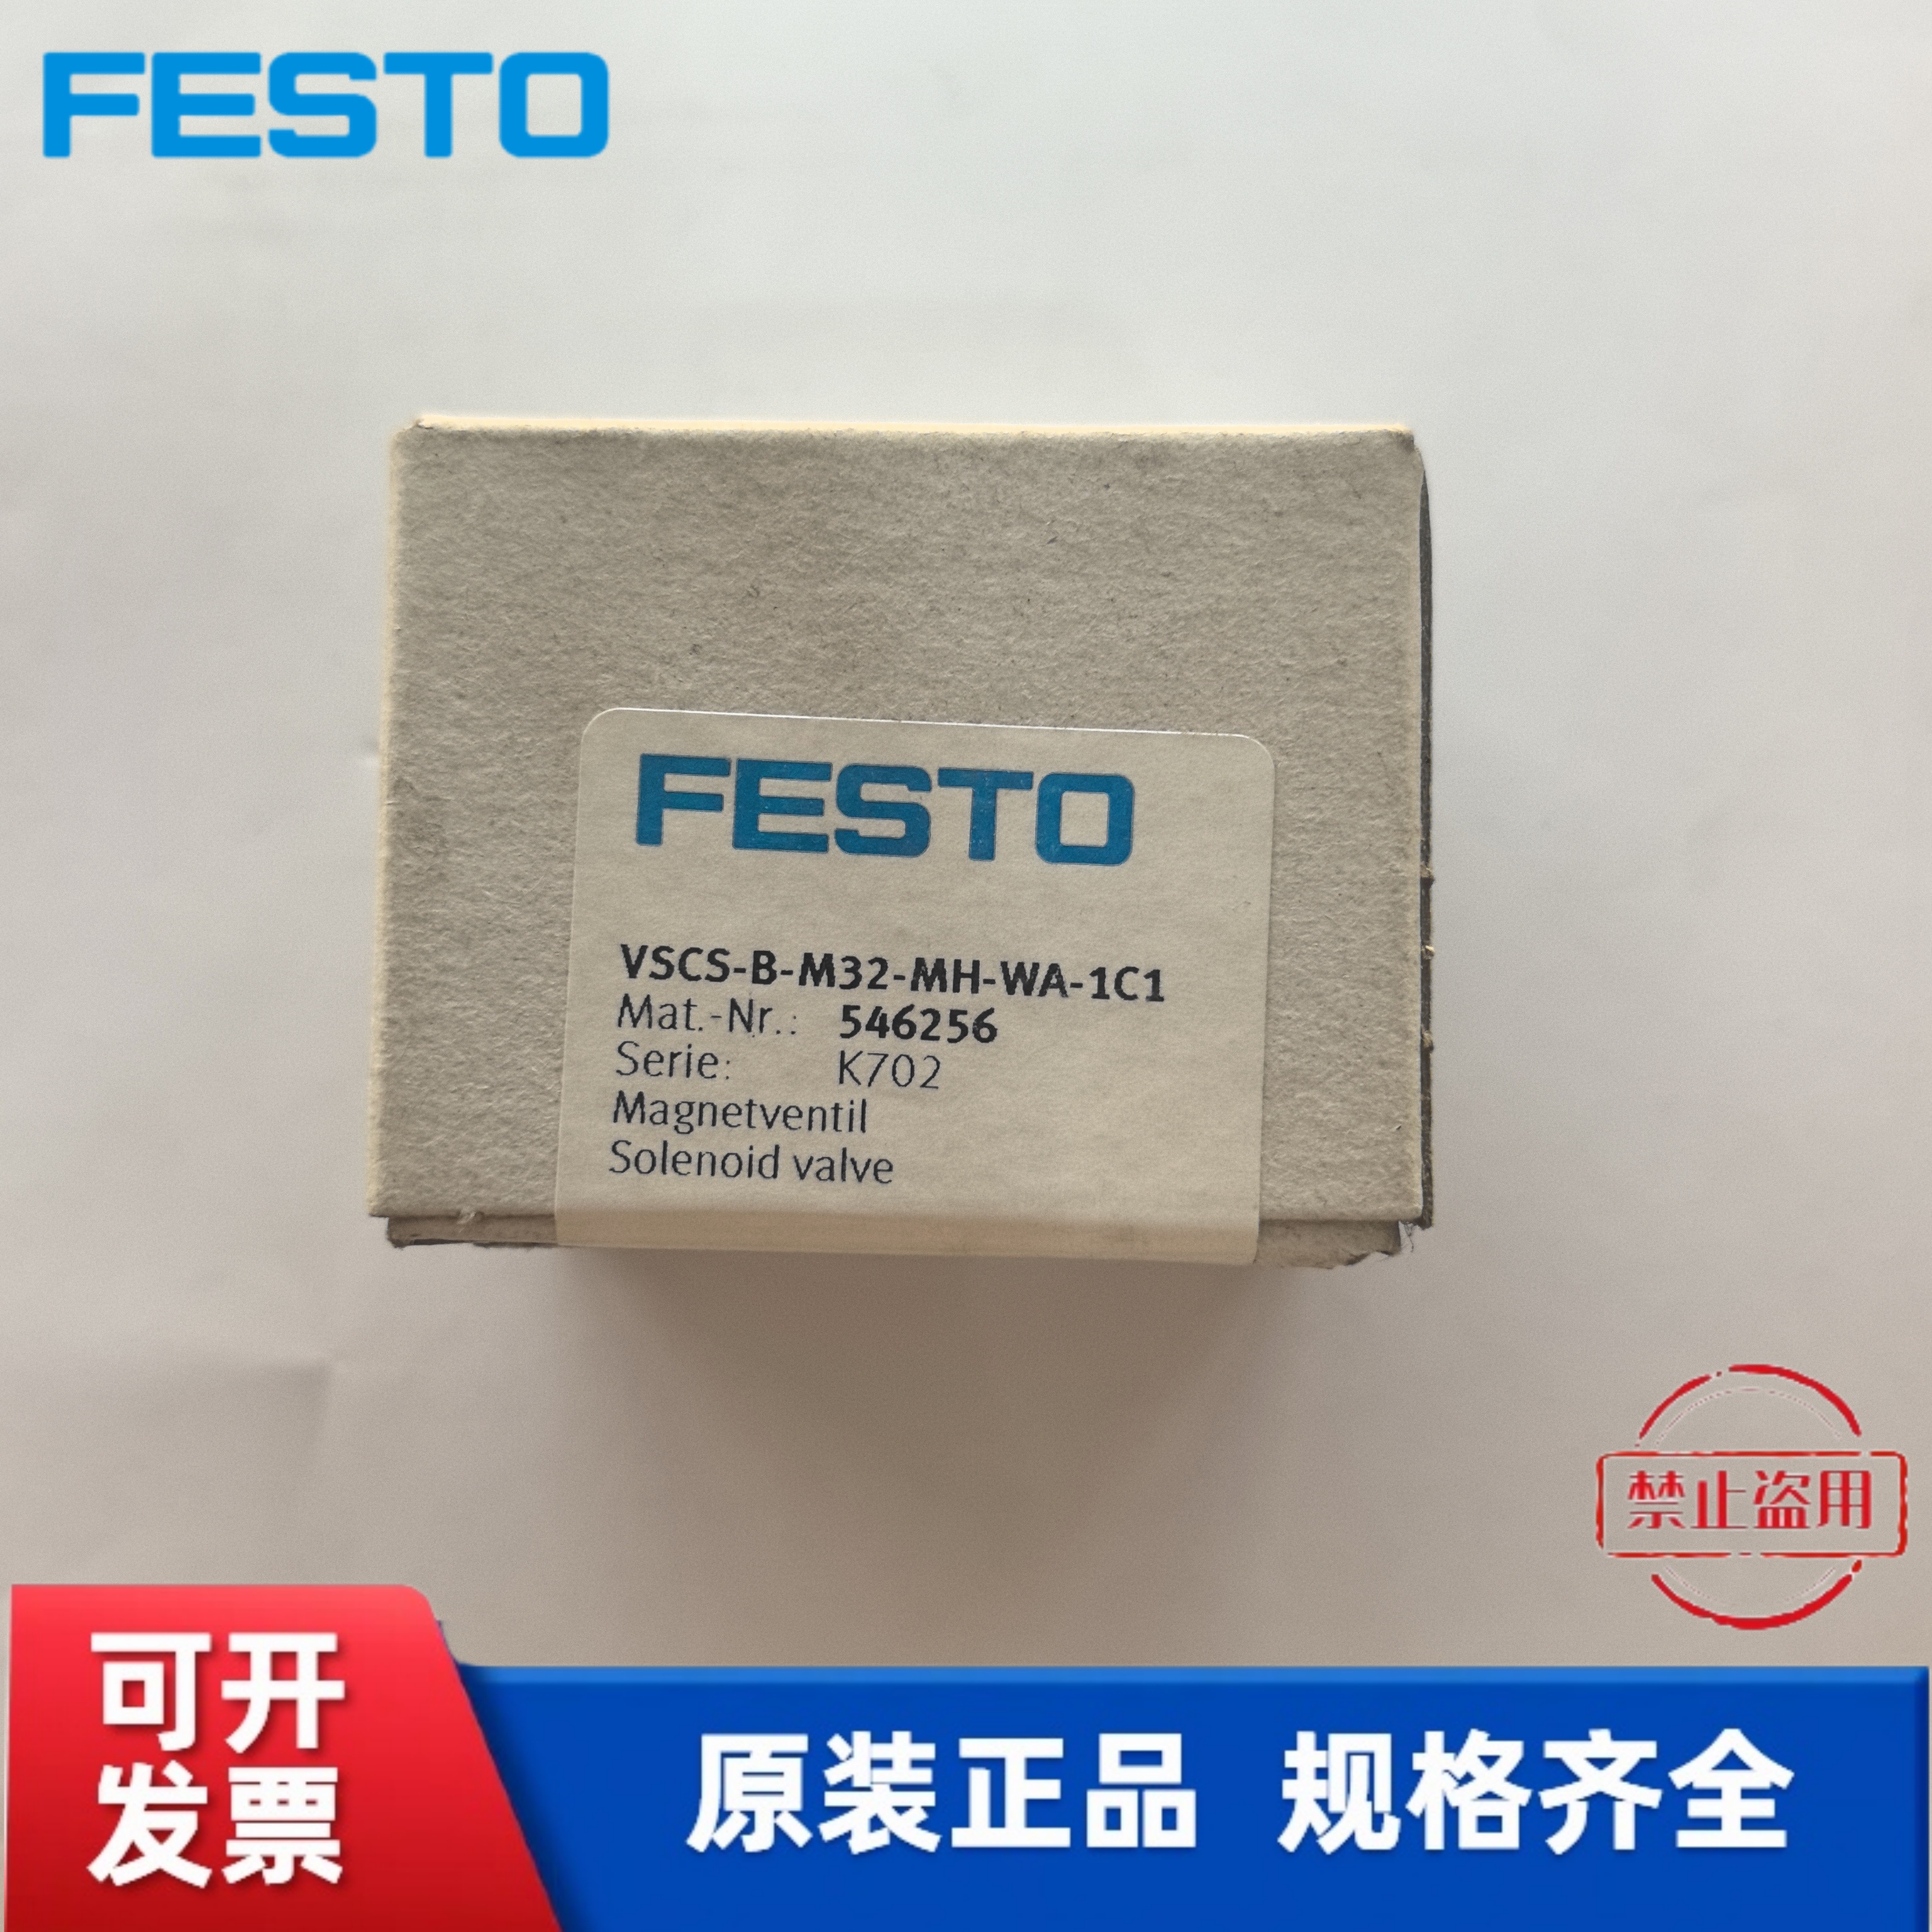 FESTO
FESTO
VSCS-B-M32-MH-WA-1C1
Mat.-Nr.: 546256
Serie: K702
Magnetventil
Solenoid valve
禁止盗用
可开
发票
原装正品 规格齐全